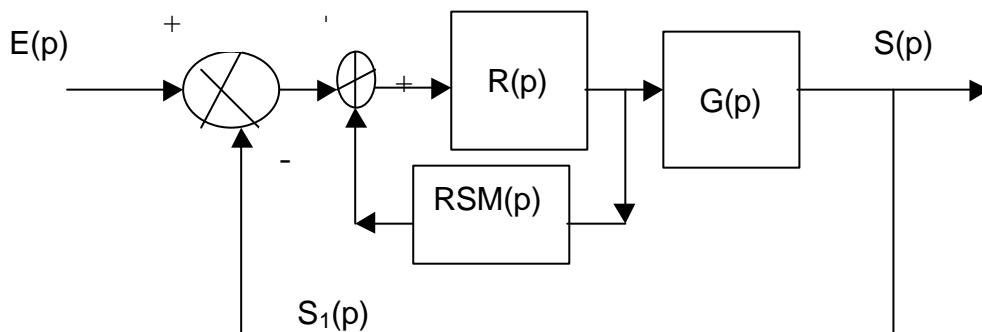 +
E(p)
+
R(p)
G(p)
S(p)
-
RSM(p)
S₁(p)